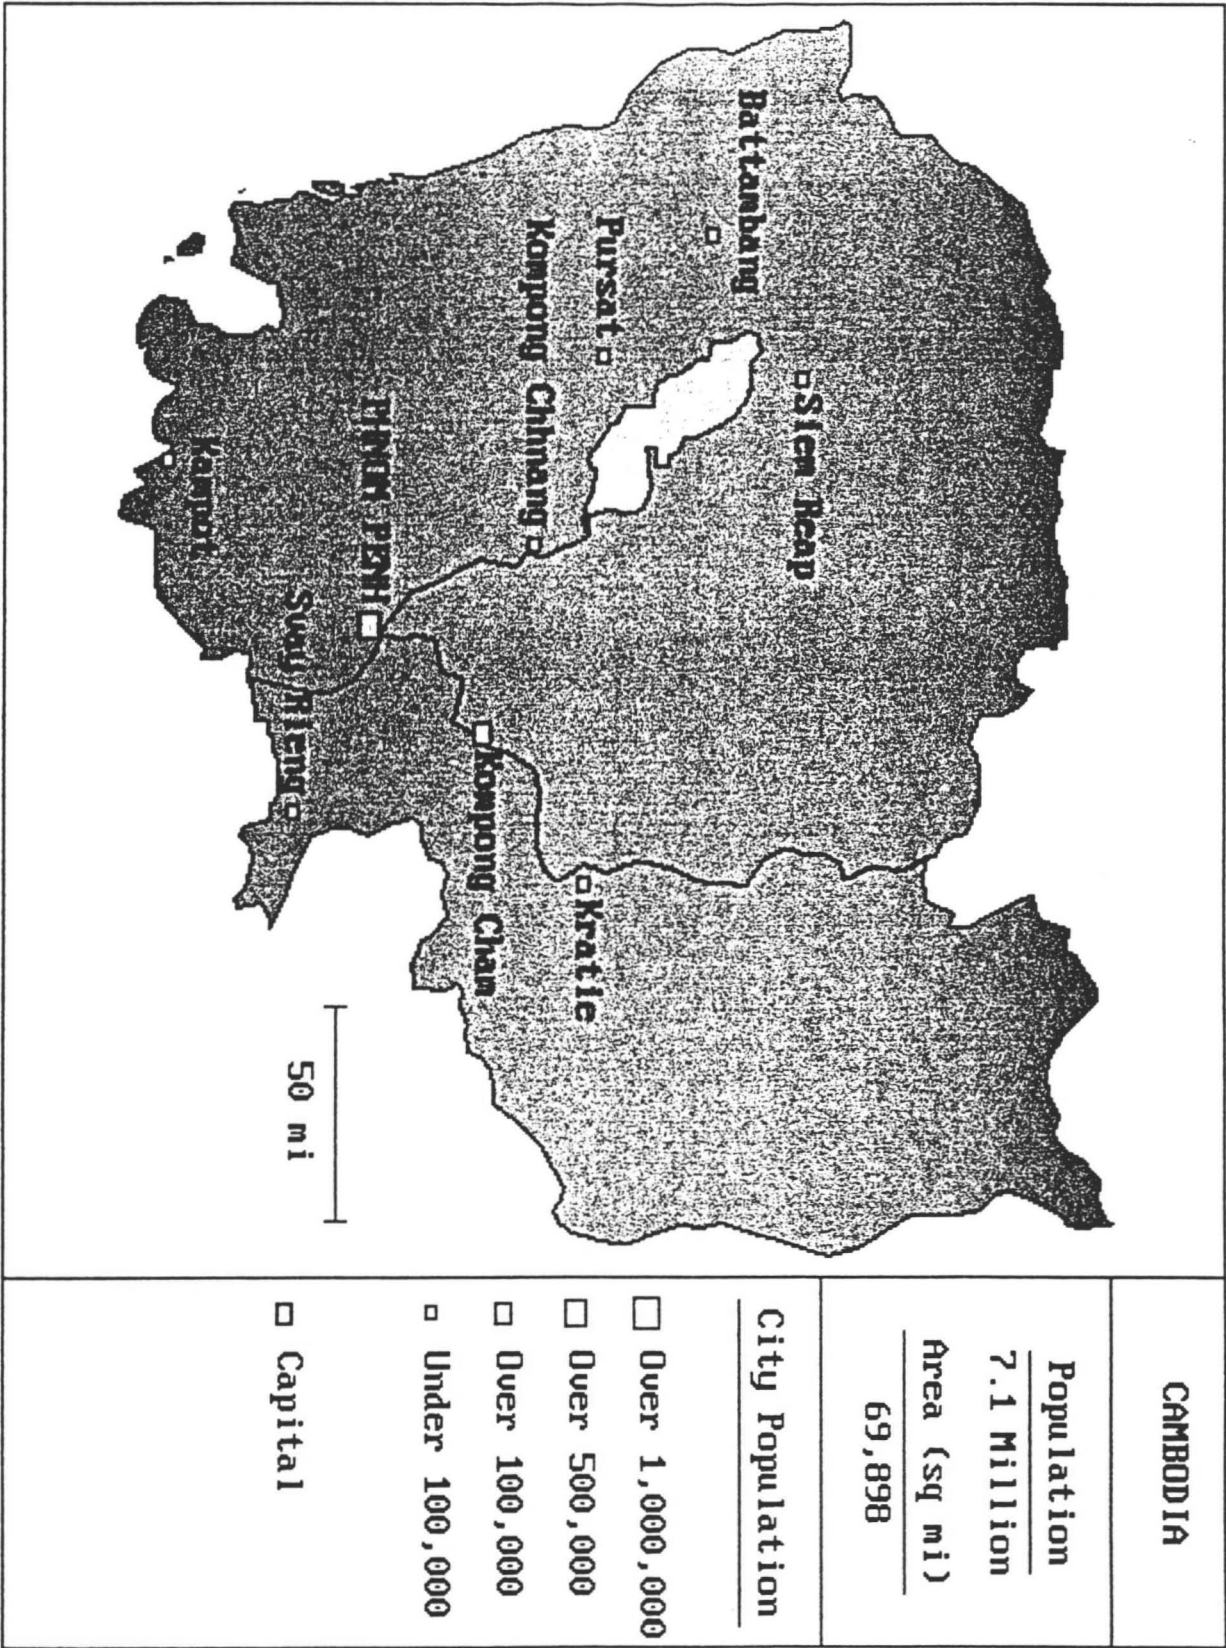 CAMBODIA
Population
7.1 Million
Area (sq mi)
69,898
City Population
Over 1,000,000
Over 500,000
Over 100,000
Under 100,000
Capital
Siem Reap
Battambang
Pursat
Kratie
Kompong Chhnang
Kompong Cham
PHNOM PENH
Svay Rieng
Kampot
50 mi